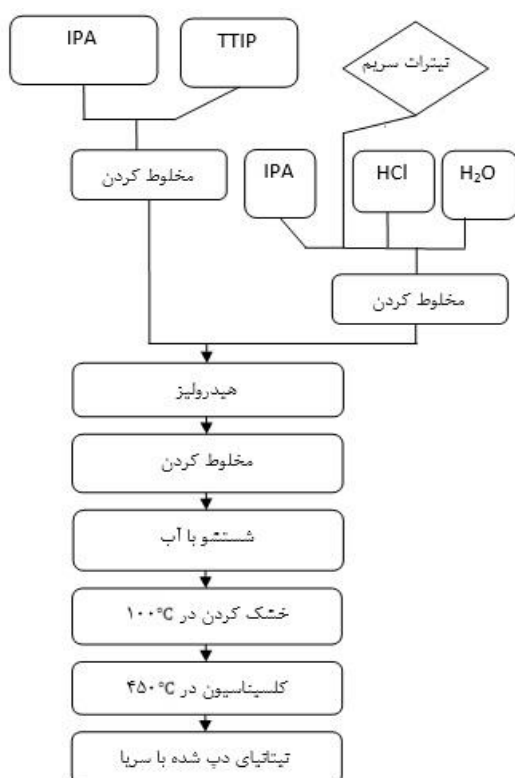 IPA
TTIP
تیترات سریم
مخلوط کردن
IPA
HCl
H₂O
مخلوط کردن
هیدرولیز
مخلوط کردن
شستشو با آب
خشک کردن در ۱۰۰°C
کلسیناسیون در ۴۵۰°C
تیتانیای دپ شده با سریا